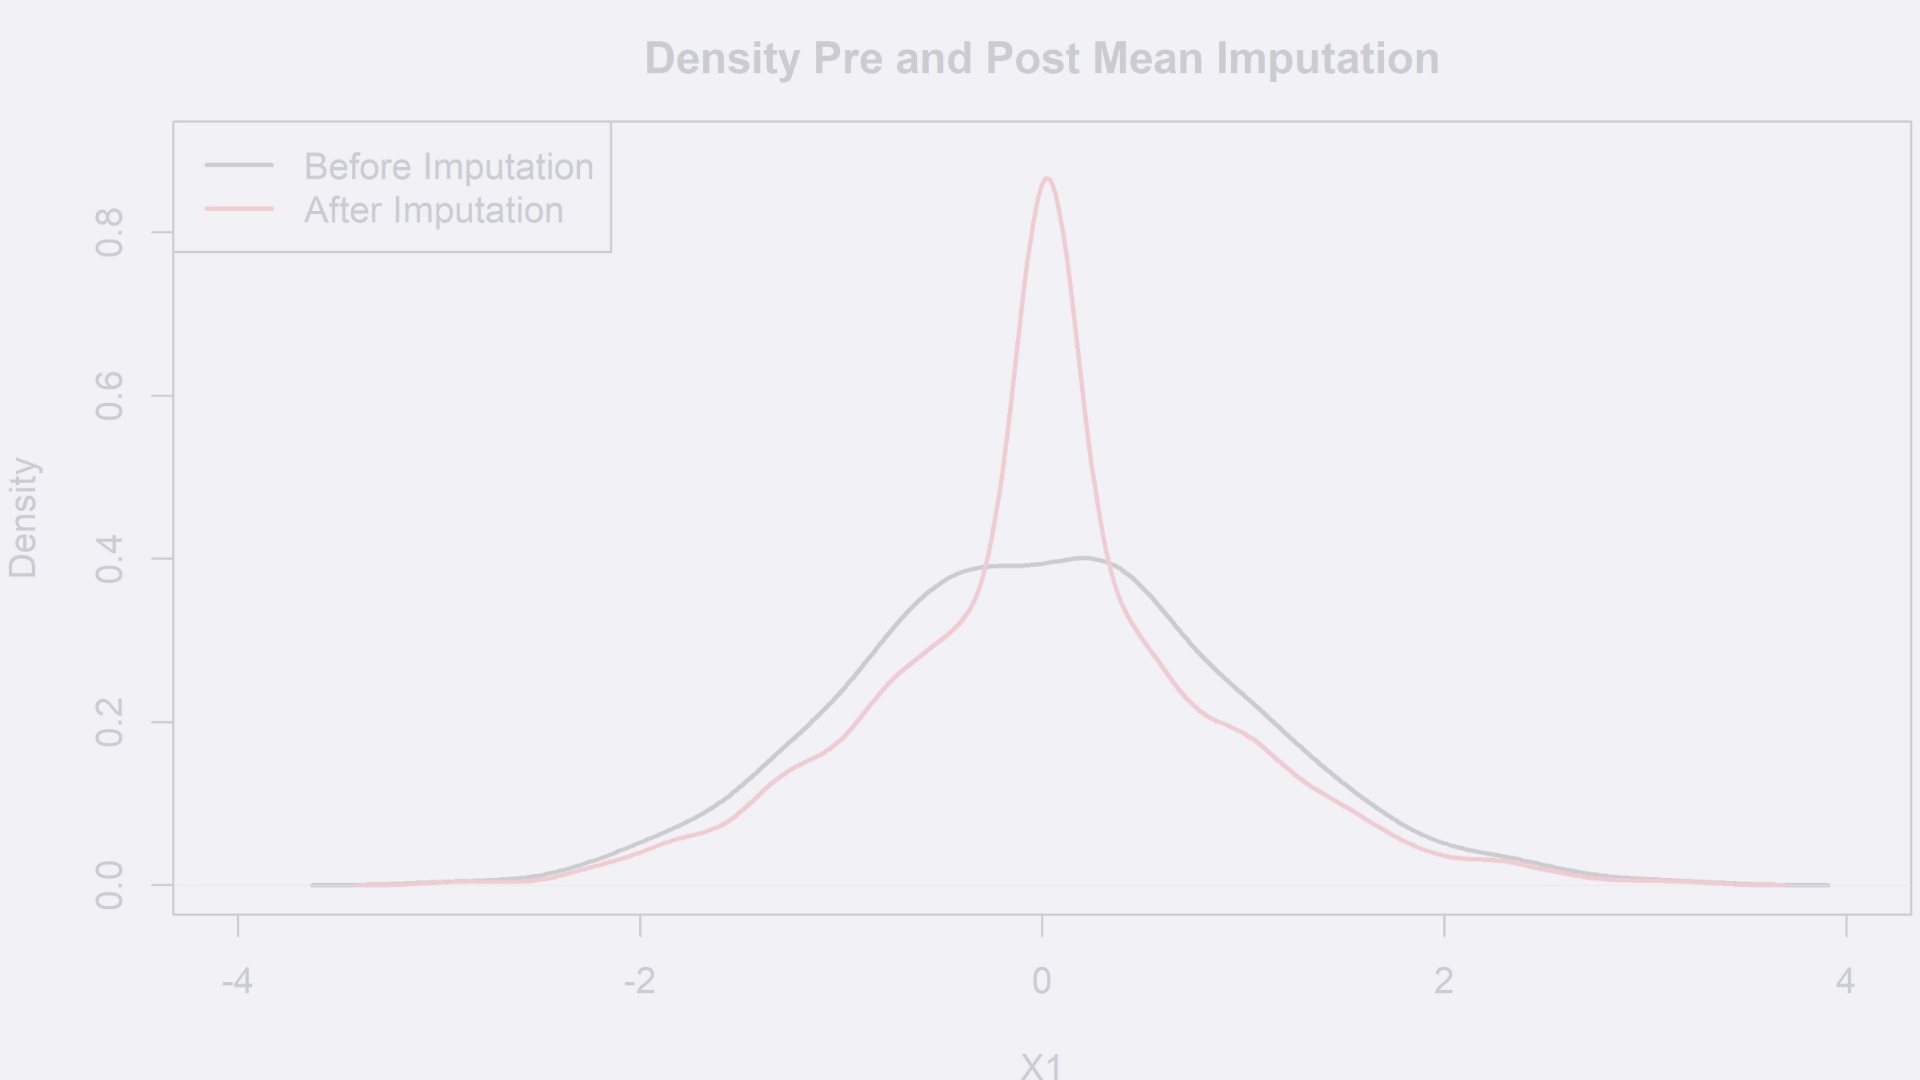 Density Pre and Post Mean Imputation
Before Imputation
After Imputation
Density
0.8
0.6
0.4
0.2
0.0
-4
-2
0
2
4
X1